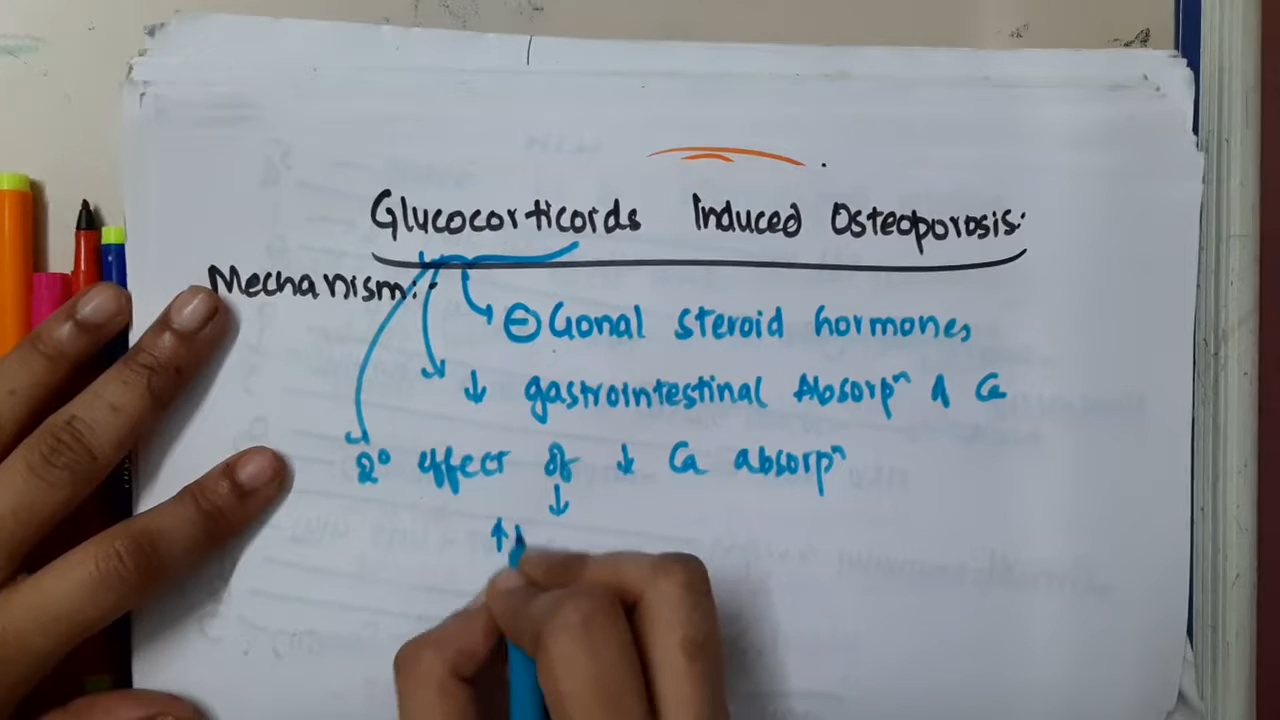 Glucocorticords Induced Osteoporosis:
Mechanism:-
⊖ Gonal steroid hormones
↓ gastrointestinal Absorpⁿ of Ca
2° effect of ↓ Ca absorpⁿ
↓
↑